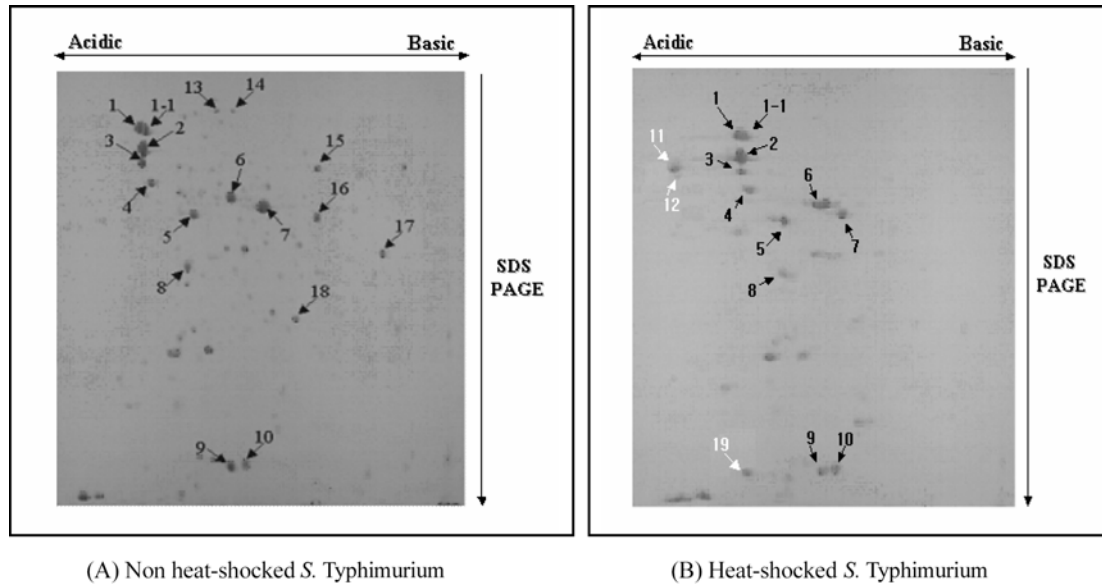 Acidic Basic
13 14
1 1-1
2
3
15
6
4
16
5 7
17
8
18
9 10
SDS
PAGE
Acidic Basic
1 1-1
11
2
3
12
6
4
5
7
8
19 9 10
SDS
PAGE
(A) Non heat-shocked S. Typhimurium
(B) Heat-shocked S. Typhimurium